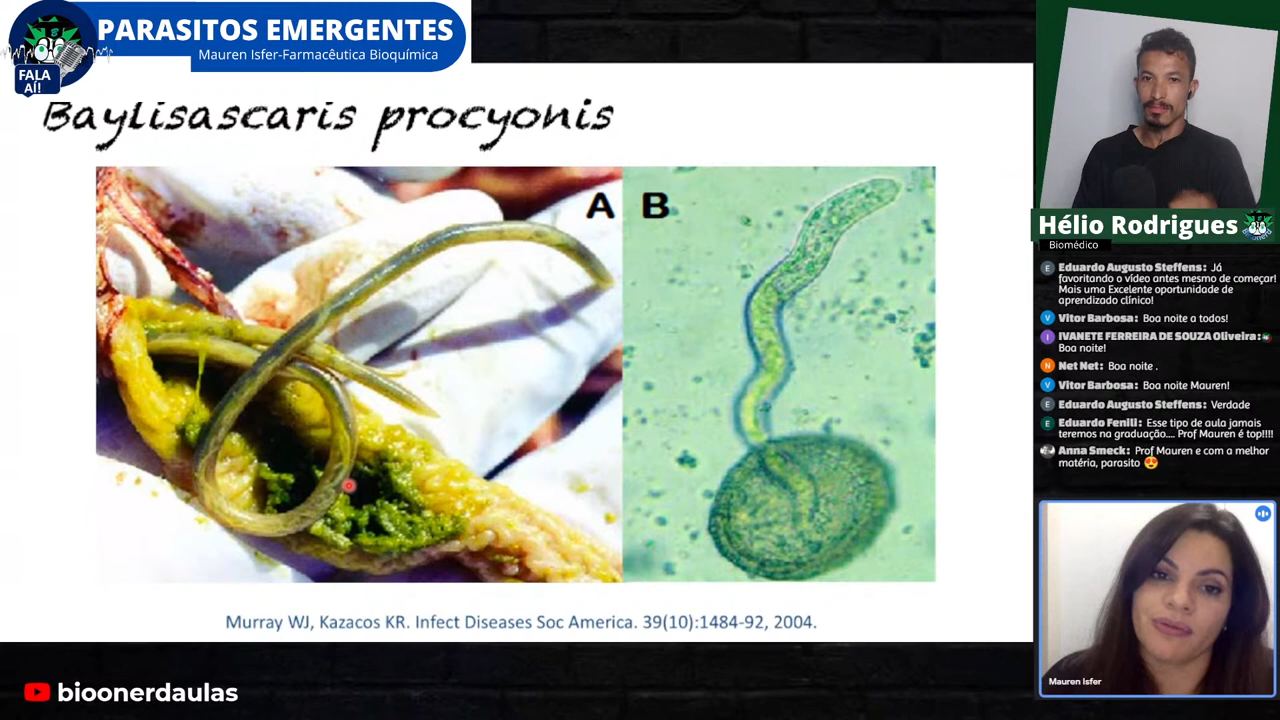 PARASITOS EMERGENTES
Mauren Isfer-Farmacêutica Bioquímica
FALA
AÍ!
Baylisascaris procyonis
A
B
Murray WJ, Kazacos KR. Infect Diseases Soc America. 39(10):1484-92, 2004.
bioonerdaulas
Hélio Rodrigues
Biomédico
E Eduardo Augusto Steffens: Já
favoritando o vídeo antes mesmo de começar!
Mais uma Excelente oportunidade de
aprendizado clínico!
V Vitor Barbosa: Boa noite a todos!
I IVANETE FERREIRA DE SOUZA Oliveira:
Boa noite!
N Net Net: Boa noite .
V Vitor Barbosa: Boa noite Mauren!
E Eduardo Augusto Steffens: Verdade
E Eduardo Fenili: Esse tipo de aula jamais
teremos na graduação.... Prof Mauren é top!!!!
Anna Smeck: Prof Mauren e com a melhor
matéria, parasito 😍
Mauren Isfer